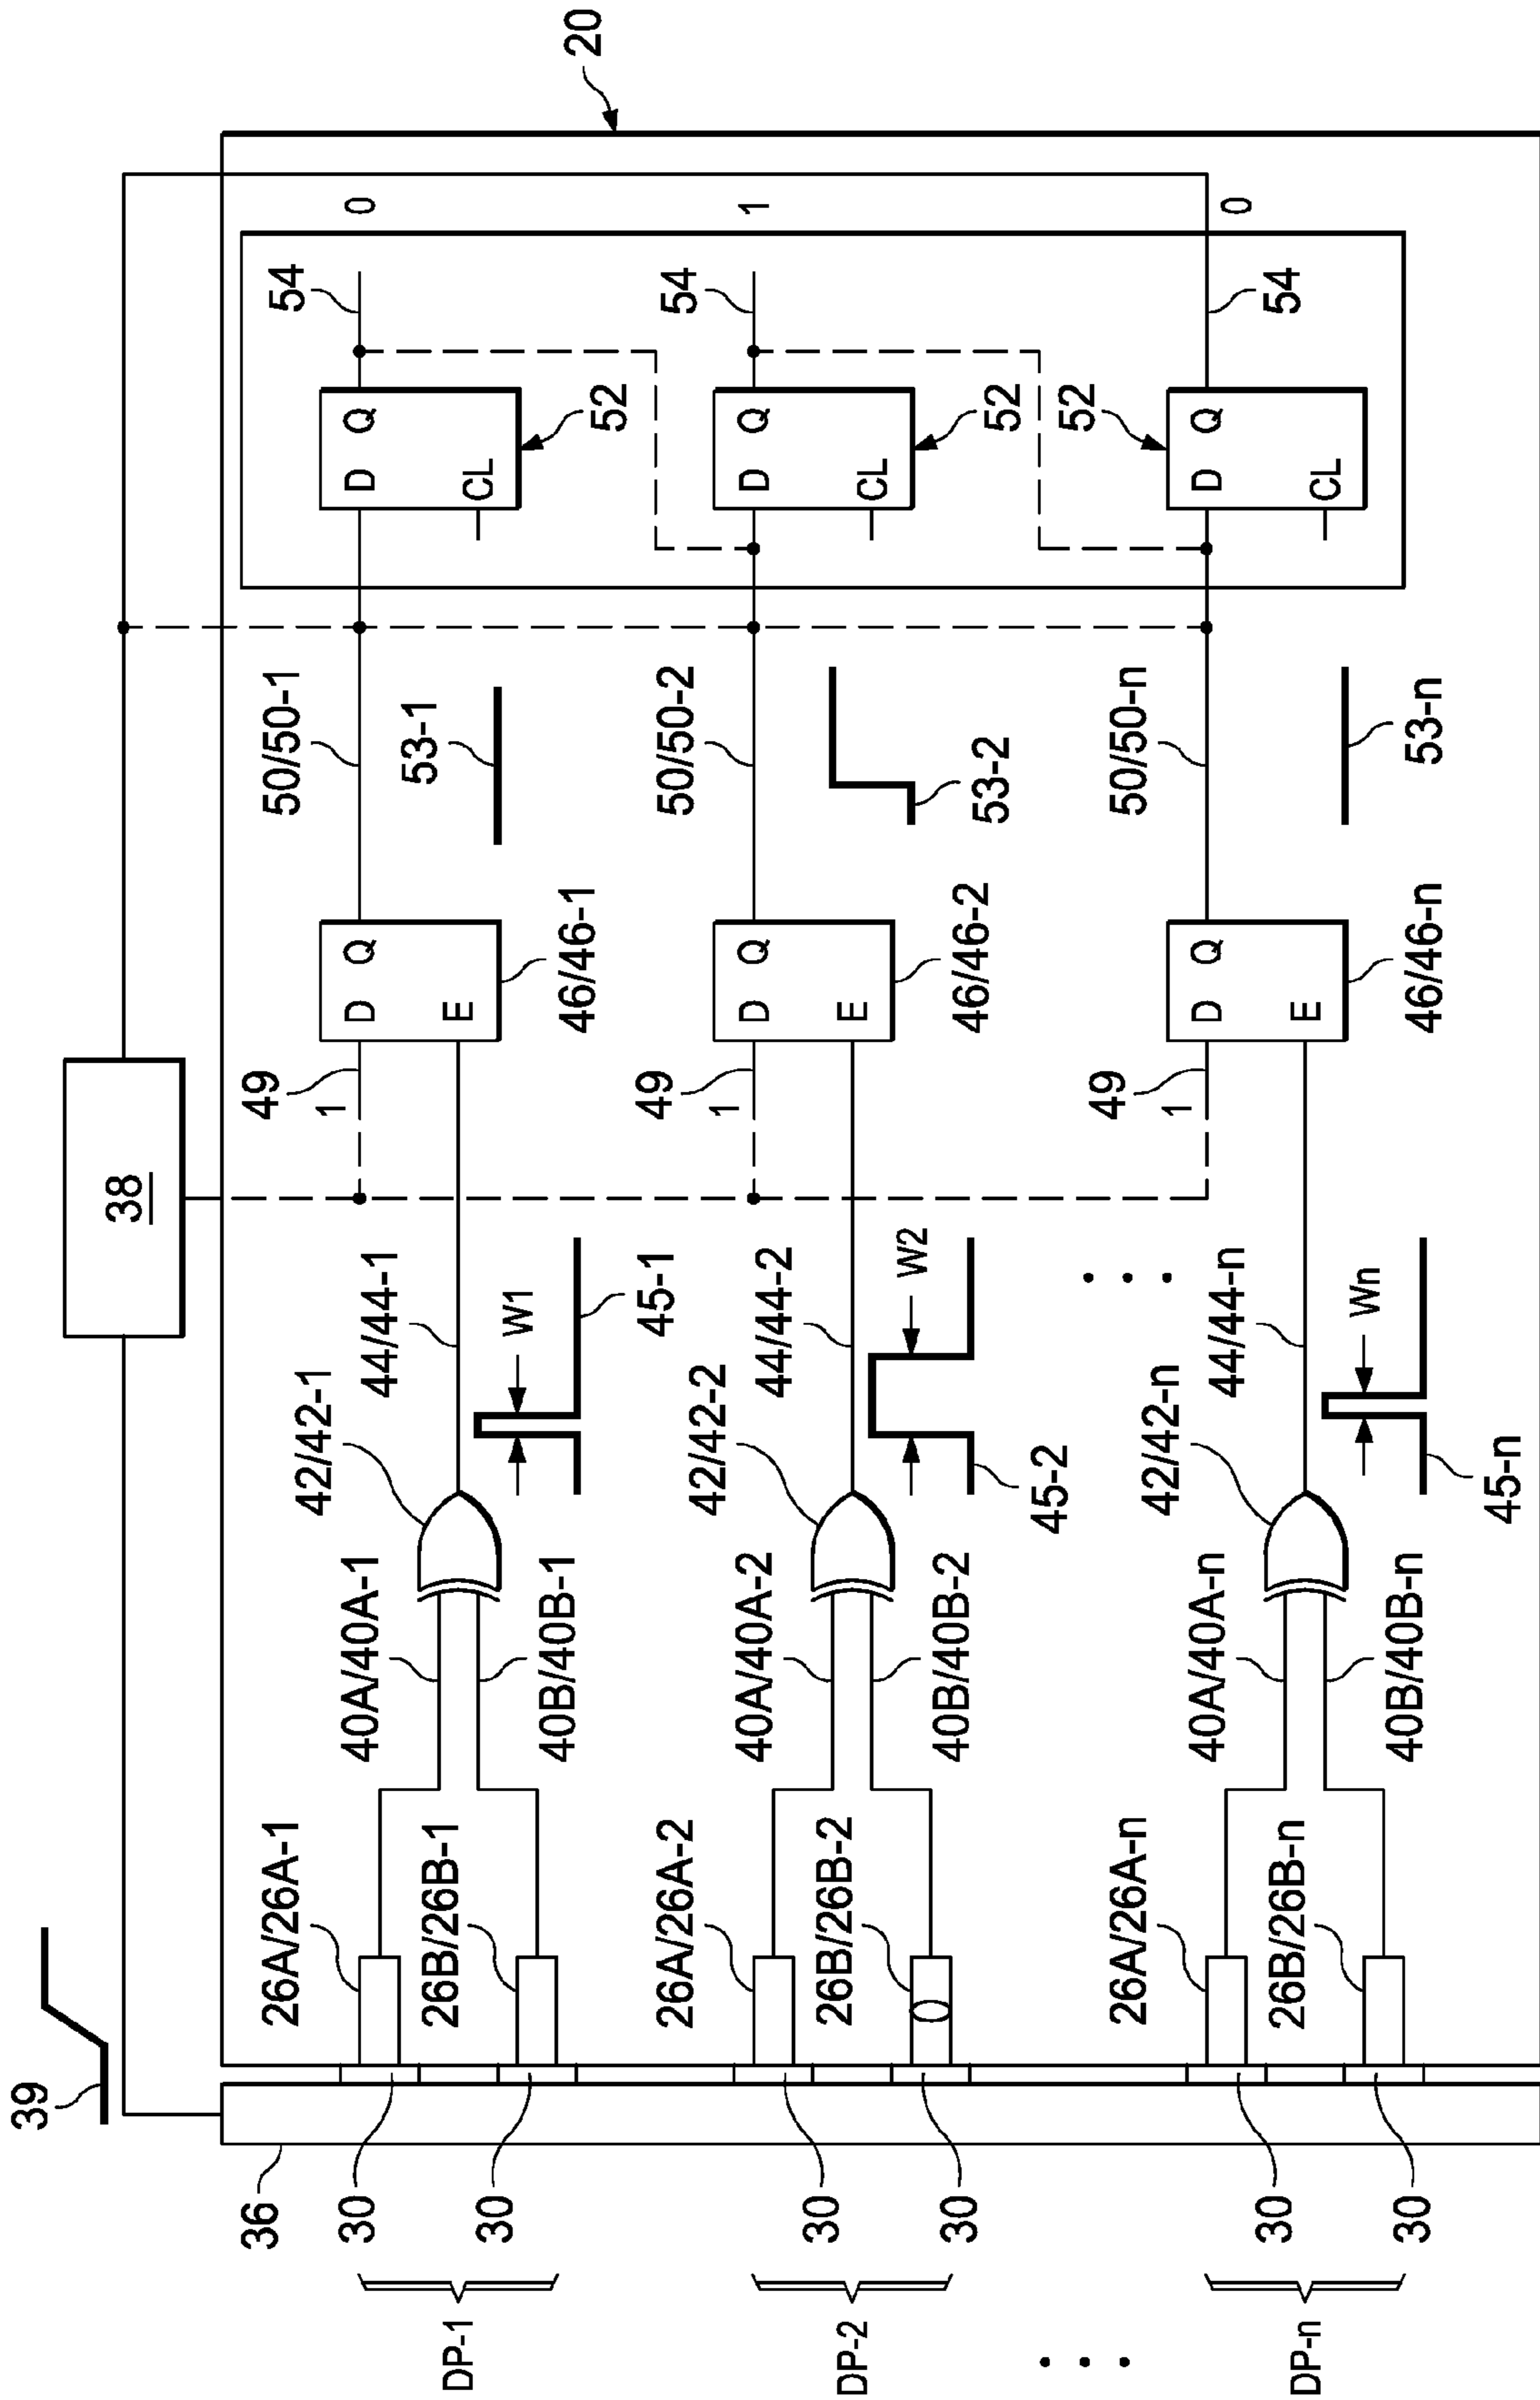 39
38
20
36
30
26A/26A-1
40A/40A-1
42/42-1
44/44-1
49
1
D
Q
E
50/50-1
D
Q
CL
54
0
DP-1
30
26B/26B-1
40B/40B-1
W1
45-1
46/46-1
53-1
52
30
26A/26A-2
40A/40A-2
42/42-2
44/44-2
49
1
D
Q
E
50/50-2
D
Q
CL
54
1
DP-2
30
26B/26B-2
40B/40B-2
45-2
W2
46/46-2
53-2
52
30
26A/26A-n
40A/40A-n
42/42-n
44/44-n
49
1
D
Q
E
50/50-n
52
D
Q
CL
54
0
DP-n
30
26B/26B-n
40B/40B-n
45-n
Wn
46/46-n
53-n